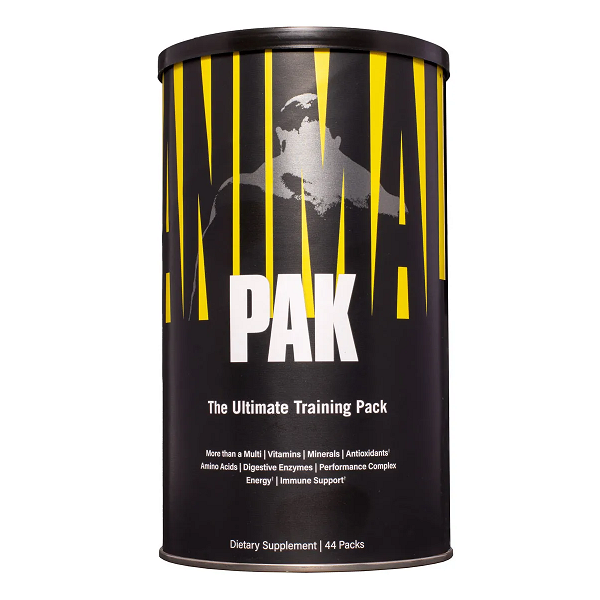 ANIMAL
PAK
The Ultimate Training Pack
More than a Multi | Vitamins | Minerals | Antioxidants†
Amino Acids | Digestive Enzymes | Performance Complex
Energy† | Immune Support†
Dietary Supplement | 44 Packs